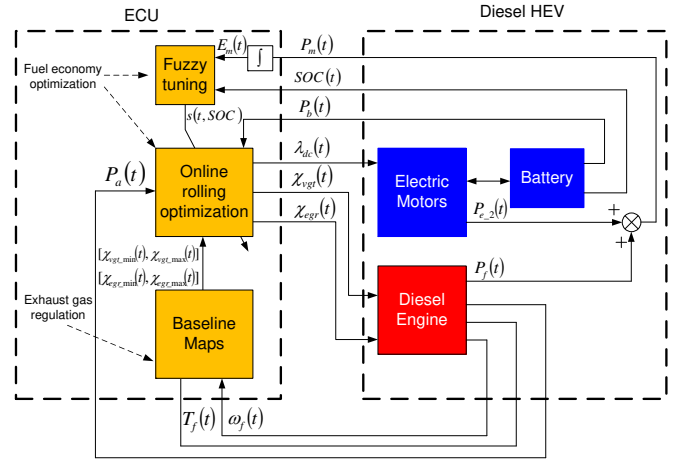 ECU
Diesel HEV
E_m(t)
∫
P_m(t)
Fuzzy
tuning
SOC(t)
Fuel economy
optimization
s(t, SOC)
P_b(t)
P_a(t)
Online
rolling
optimization
λ_dc(t)
χ_vgt(t)
χ_egr(t)
Electric
Motors
Battery
P_e_2(t)
+
+
[χ_vgt_min(t), χ_vgt_max(t)]
[χ_egr_min(t), χ_egr_max(t)]
P_f(t)
Exhaust gas
regulation
Baseline
Maps
Diesel
Engine
T_f(t)
ω_f(t)